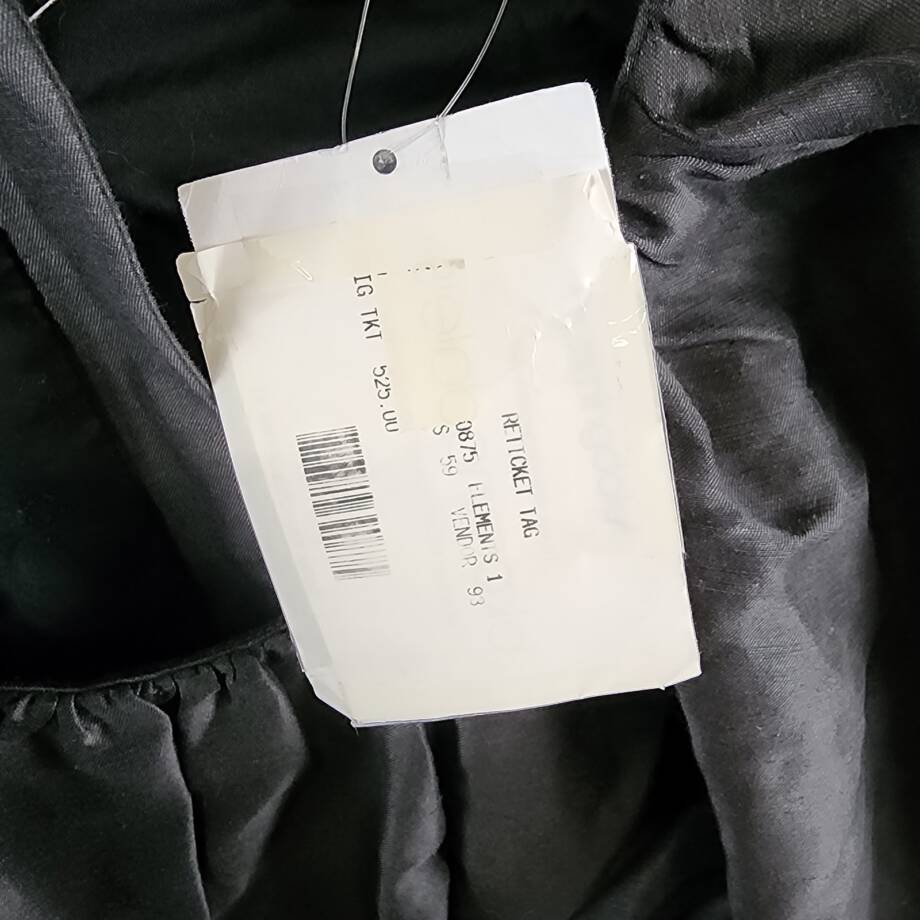 RETICKET TAG
0875 ELEMENTS 1
S 59 VENDOR 93
IG TKT 525.00